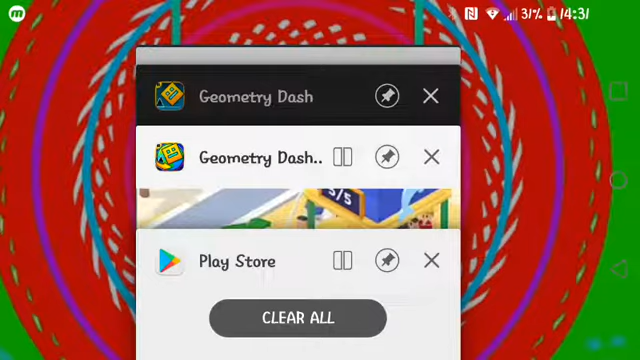 m
N 31% 14:31
Geometry Dash
Geometry Dash..
5/5
Play Store
CLEAR ALL